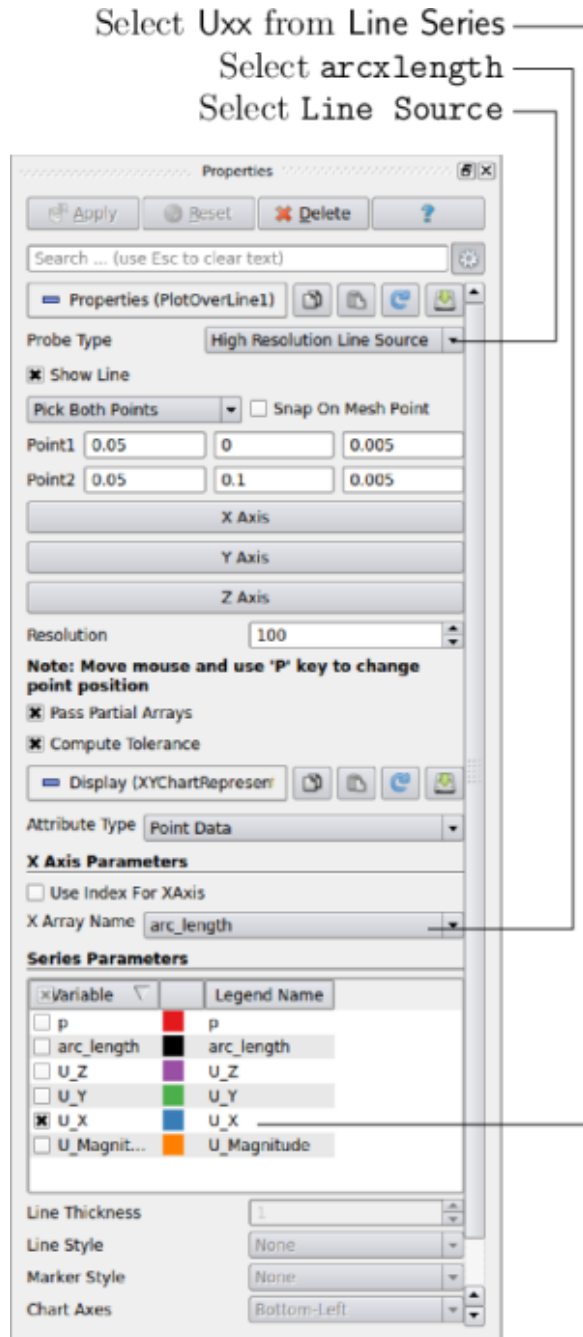 Select Uxx from Line Series
Select arcxlength
Select Line Source
Properties
Apply Reset Delete ?
Search ... (use Esc to clear text)
Properties (PlotOverLine1)
Probe Type High Resolution Line Source
Show Line
Pick Both Points Snap On Mesh Point
Point1 0.05 0 0.005
Point2 0.05 0.1 0.005
X Axis
Y Axis
Z Axis
Resolution 100
Note: Move mouse and use 'P' key to change
point position
Pass Partial Arrays
Compute Tolerance
Display (XYChartRepresen
Attribute Type Point Data
X Axis Parameters
Use Index For XAxis
X Array Name arc_length
Series Parameters
Variable Legend Name
p p
arc_length arc_length
U_Z U_Z
U_Y U_Y
U_X U_X
U_Magnit... U_Magnitude
Line Thickness 1
Line Style None
Marker Style None
Chart Axes Bottom-Left